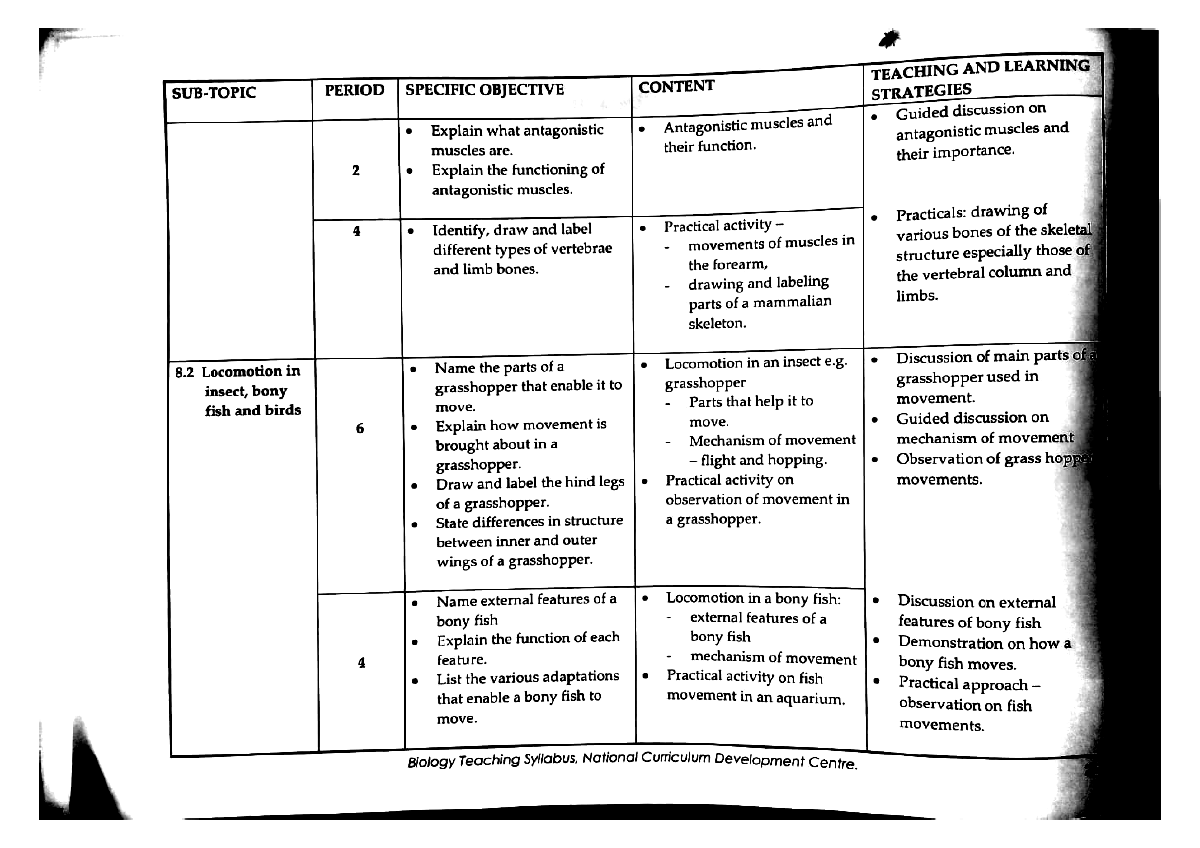 SUB-TOPIC
PERIOD
SPECIFIC OBJECTIVE
CONTENT
TEACHING AND LEARNING
STRATEGIES
2
• Explain what antagonistic
muscles are.
• Explain the functioning of
antagonistic muscles.
• Antagonistic muscles and
their function.
• Guided discussion on
antagonistic muscles and
their importance.
4
• Identify, draw and label
different types of vertebrae
and limb bones.
• Practical activity –
- movements of muscles in
the forearm,
- drawing and labeling
parts of a mammalian
skeleton.
• Practicals: drawing of
various bones of the skeletal
structure especially those of
the vertebral column and
limbs.
8.2 Locomotion in
insect, bony
fish and birds
6
• Name the parts of a
grasshopper that enable it to
move.
• Explain how movement is
brought about in a
grasshopper.
• Draw and label the hind legs
of a grasshopper.
• State differences in structure
between inner and outer
wings of a grasshopper.
• Locomotion in an insect e.g.
grasshopper
- Parts that help it to
move.
- Mechanism of movement
– flight and hopping.
• Practical activity on
observation of movement in
a grasshopper.
• Discussion of main parts of a
grasshopper used in
movement.
• Guided discussion on
mechanism of movement
• Observation of grass hopper
movements.
4
• Name external features of a
bony fish
• Explain the function of each
feature.
• List the various adaptations
that enable a bony fish to
move.
• Locomotion in a bony fish:
- external features of a
bony fish
- mechanism of movement
• Practical activity on fish
movement in an aquarium.
• Discussion on external
features of bony fish
• Demonstration on how a
bony fish moves.
• Practical approach –
observation on fish
movements.
Biology Teaching Syllabus, National Curriculum Development Centre.